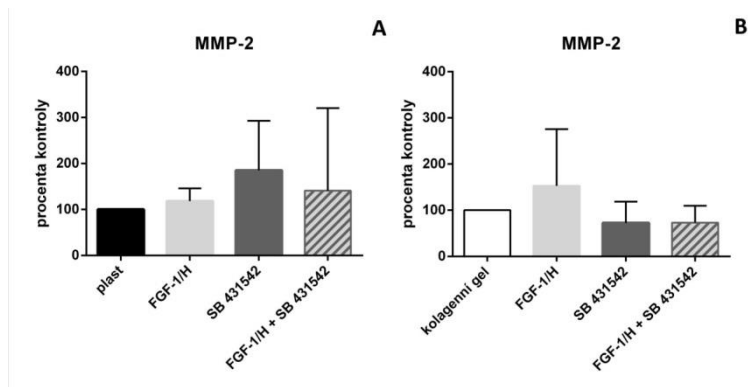 A
MMP-2
procenta kontroly
400
300
200
100
0
plast
FGF-1/H
SB 431542
FGF-1/H + SB 431542
B
MMP-2
procenta kontroly
400
300
200
100
0
kolagenní gel
FGF-1/H
SB 431542
FGF-1/H + SB 431542